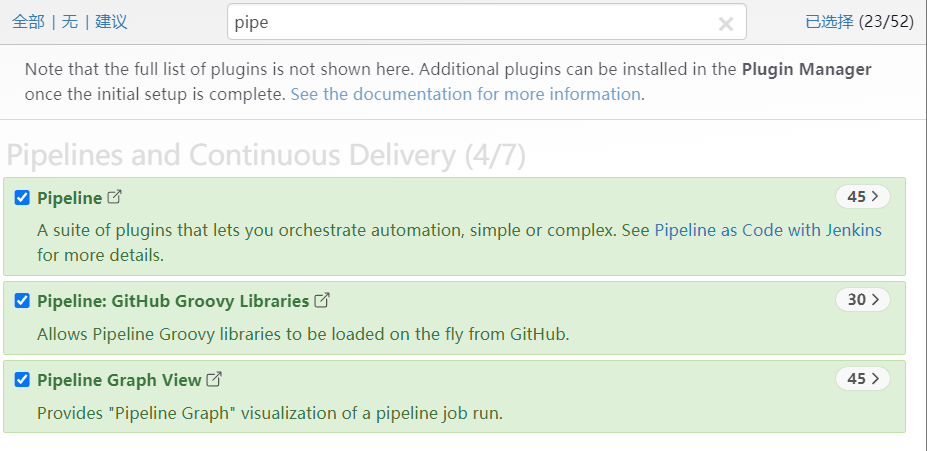 全部 | 无 | 建议
pipe
已选择 (23/52)
Note that the full list of plugins is not shown here. Additional plugins can be installed in the Plugin Manager
once the initial setup is complete. See the documentation for more information.
Pipelines and Continuous Delivery (4/7)
Pipeline
45
A suite of plugins that lets you orchestrate automation, simple or complex. See Pipeline as Code with Jenkins
for more details.
Pipeline: GitHub Groovy Libraries
30
Allows Pipeline Groovy libraries to be loaded on the fly from GitHub.
Pipeline Graph View
45
Provides "Pipeline Graph" visualization of a pipeline job run.